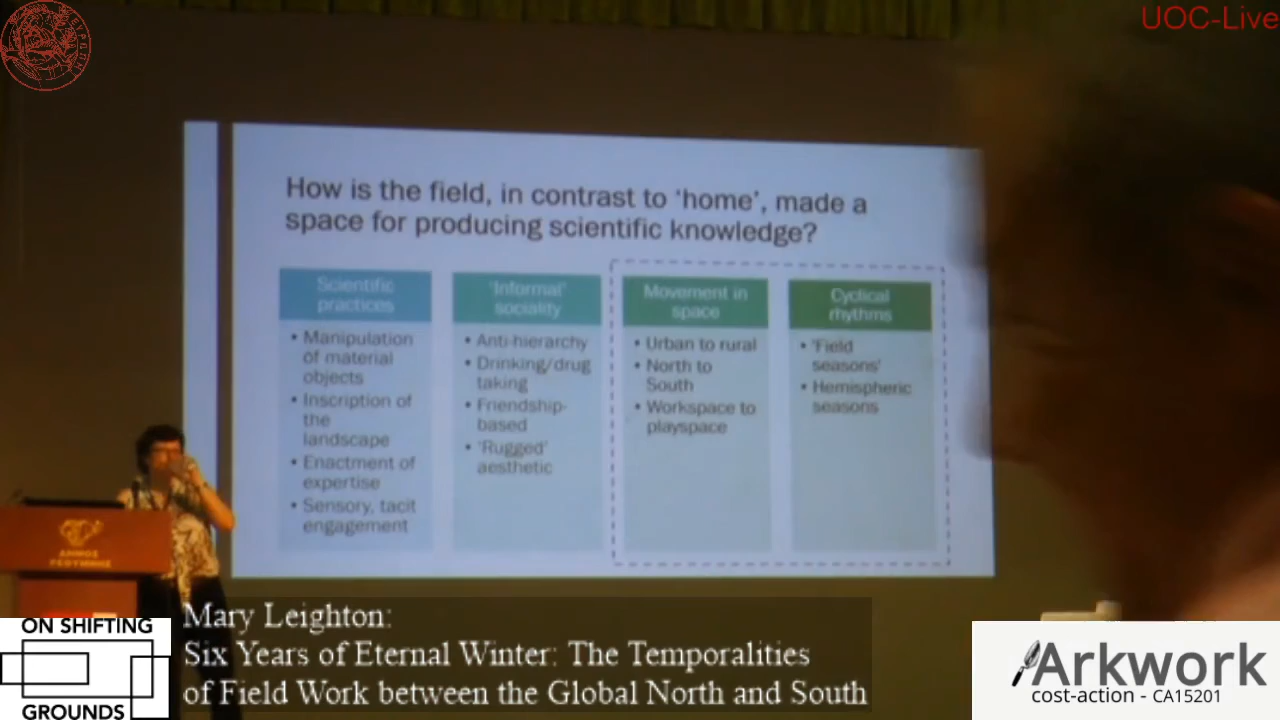 UOC-Live
How is the field, in contrast to ‘home’, made a
space for producing scientific knowledge?
Scientific
practices
• Manipulation
of material
objects
• Inscription of
the
landscape
• Enactment of
expertise
• Sensory, tacit
engagement
‘Informal’
sociality
• Anti-hierarchy
• Drinking/drug
taking
• Friendship-
based
• ‘Rugged’
aesthetic
Movement in
space
• Urban to rural
• North to
South
• Workspace to
playspace
Cyclical
rhythms
• ‘Field
seasons’
• Hemispheric
seasons
ΔΗΜΟΣ
ΡΕΘΥΜΝΗΣ
Mary Leighton:
Six Years of Eternal Winter: The Temporalities
of Field Work between the Global North and South
ON SHIFTING
GROUNDS
Arkwork
cost-action - CA15201